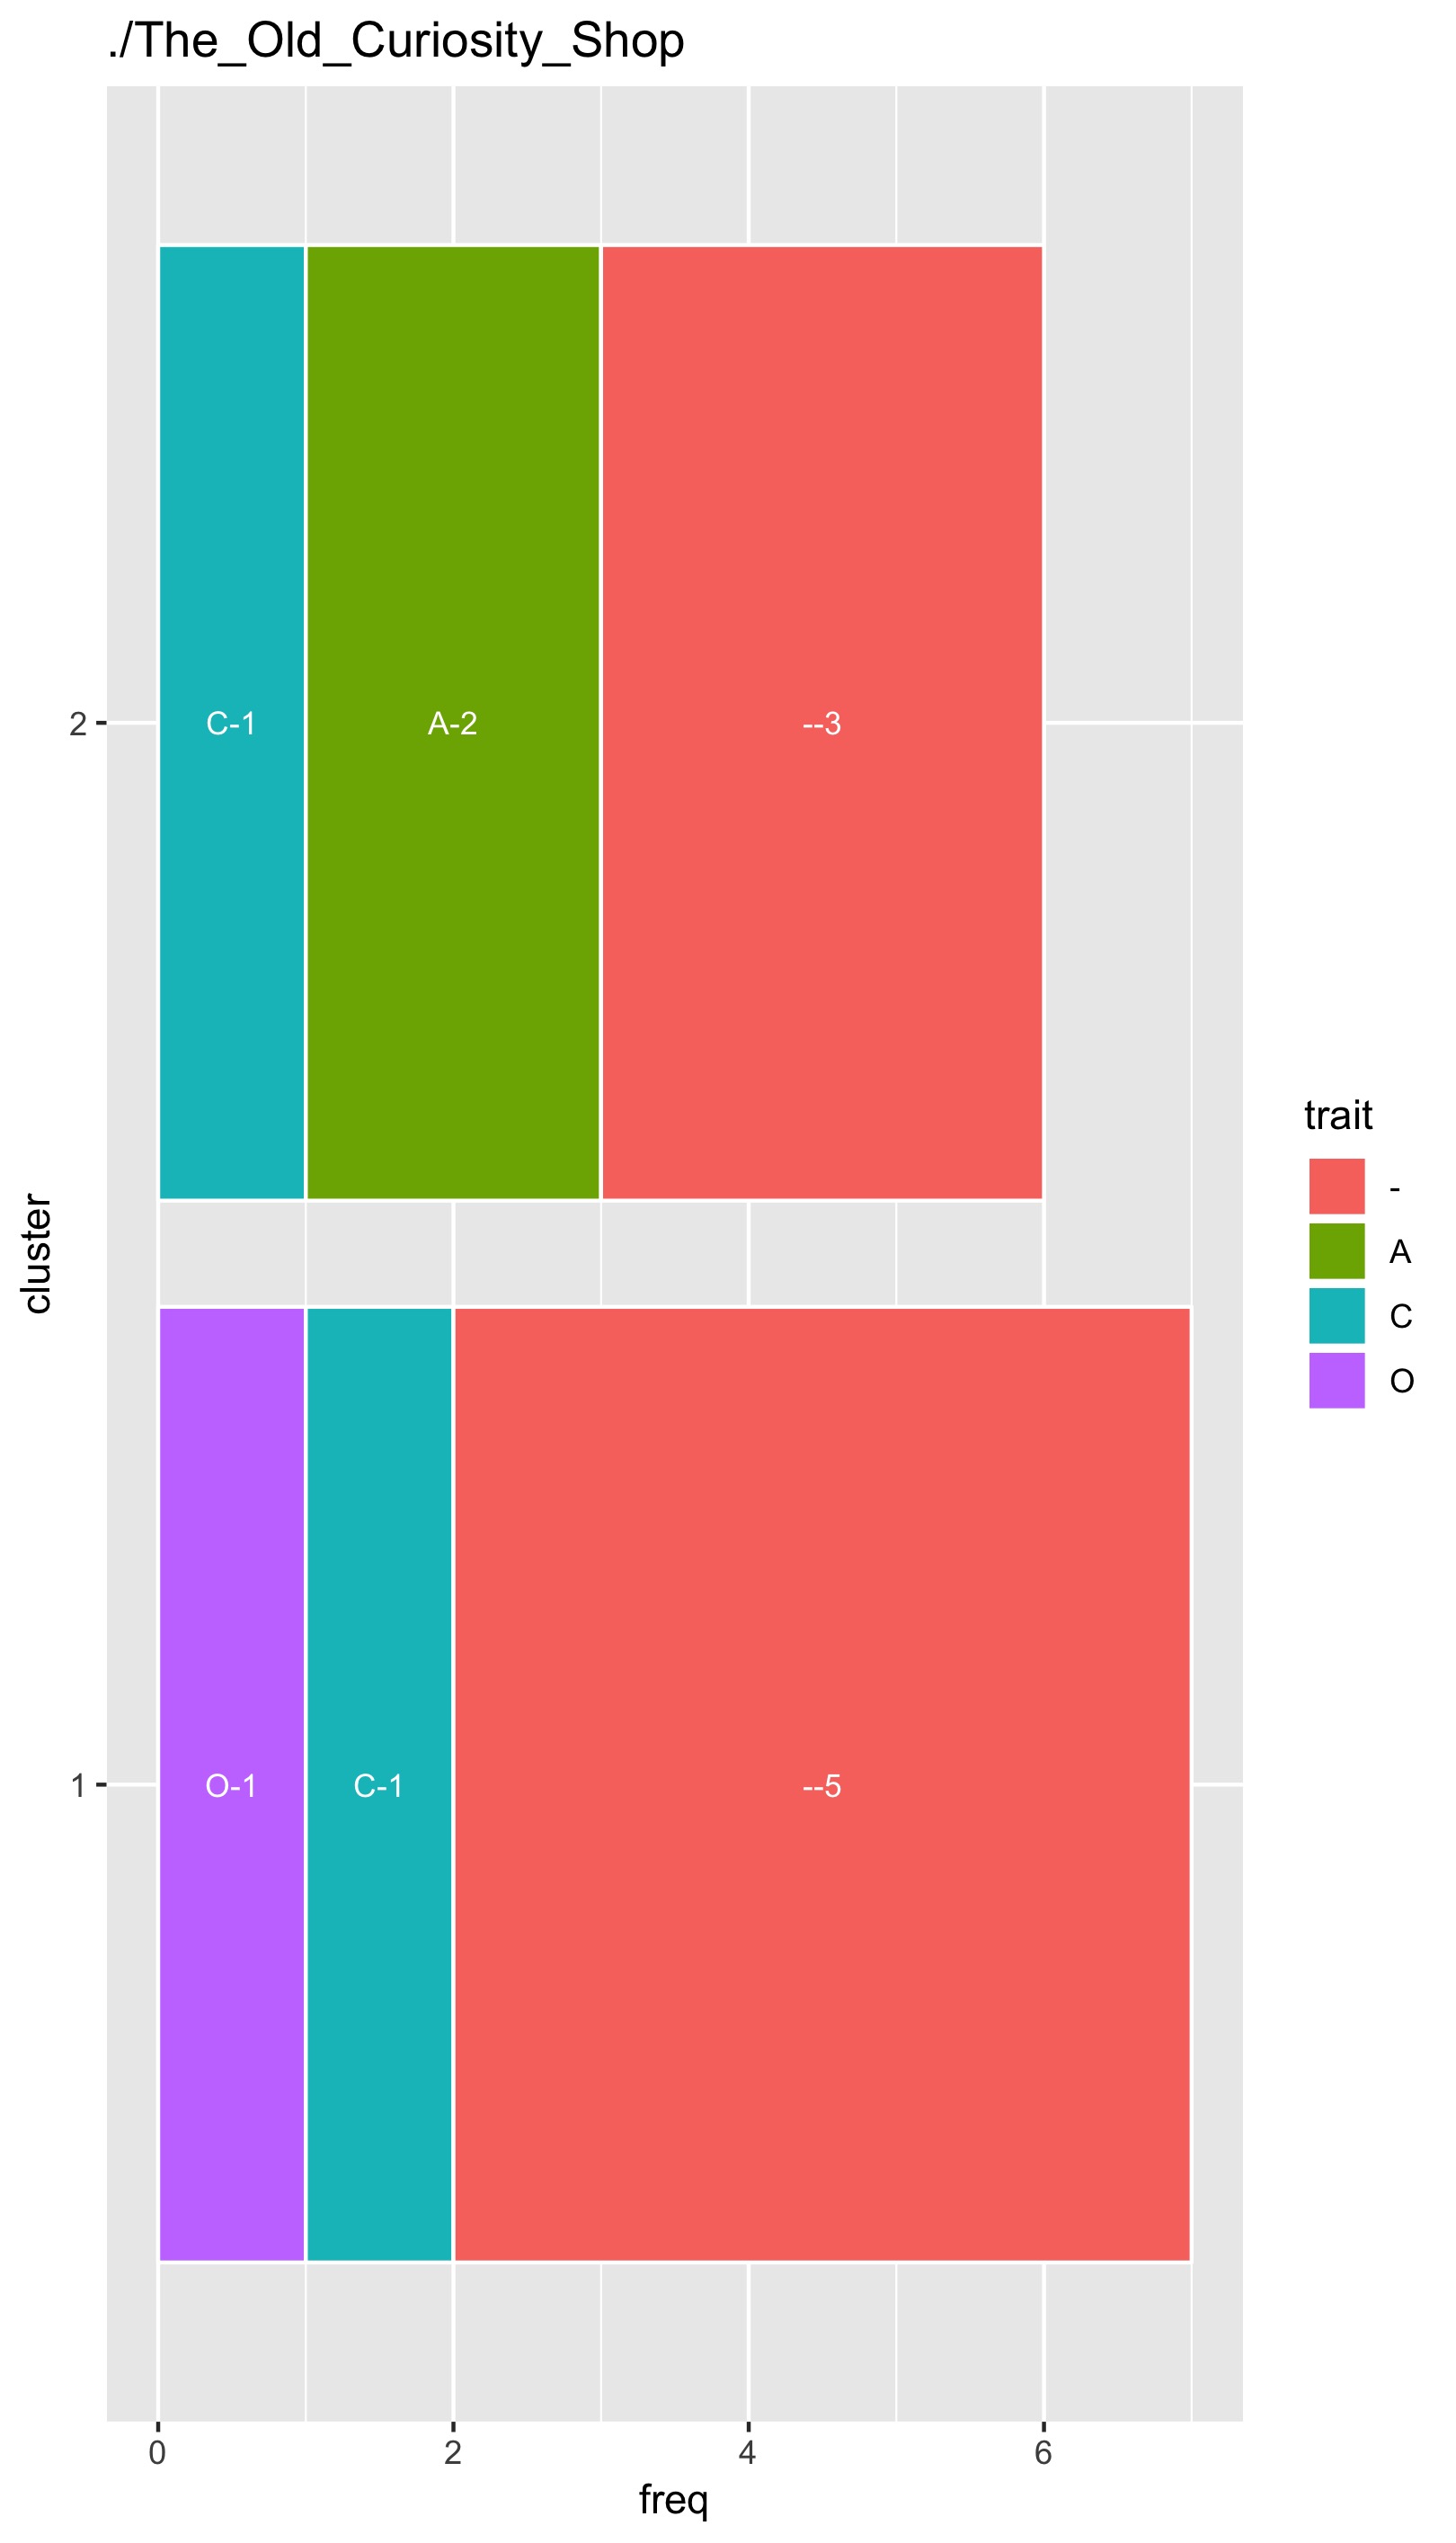 ./The_Old_Curiosity_Shop
cluster
2
C-1 A-2 --3
1
O-1 C-1 --5
0 2 4 6
freq
trait
-
A
C
O